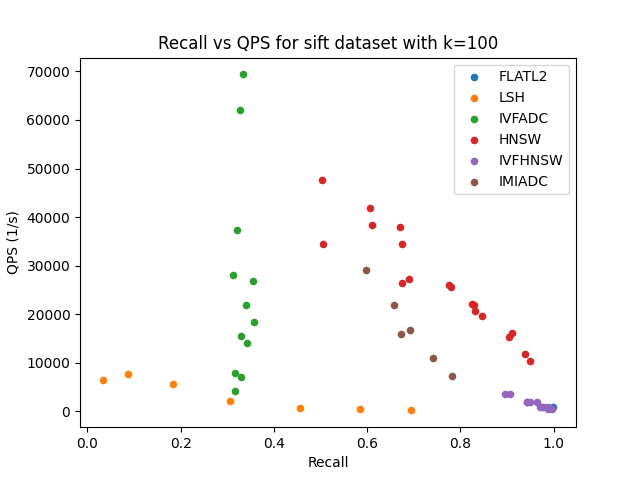 Recall vs QPS for sift dataset with k=100
QPS (1/s)
70000
60000
50000
40000
30000
20000
10000
0
FLATL2
LSH
IVFADC
HNSW
IVFHNSW
IMIADC
0.0 0.2 0.4 0.6 0.8 1.0
Recall